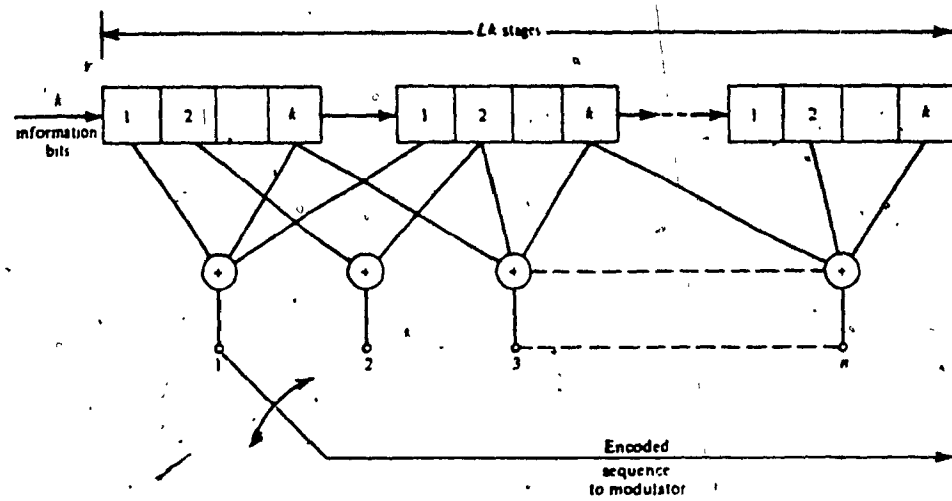 Lk stages
k
information
bits
1 2 k
1 2 k
1 2 k
+ + + +
1 2 3 n
Encoded
sequence
to modulator